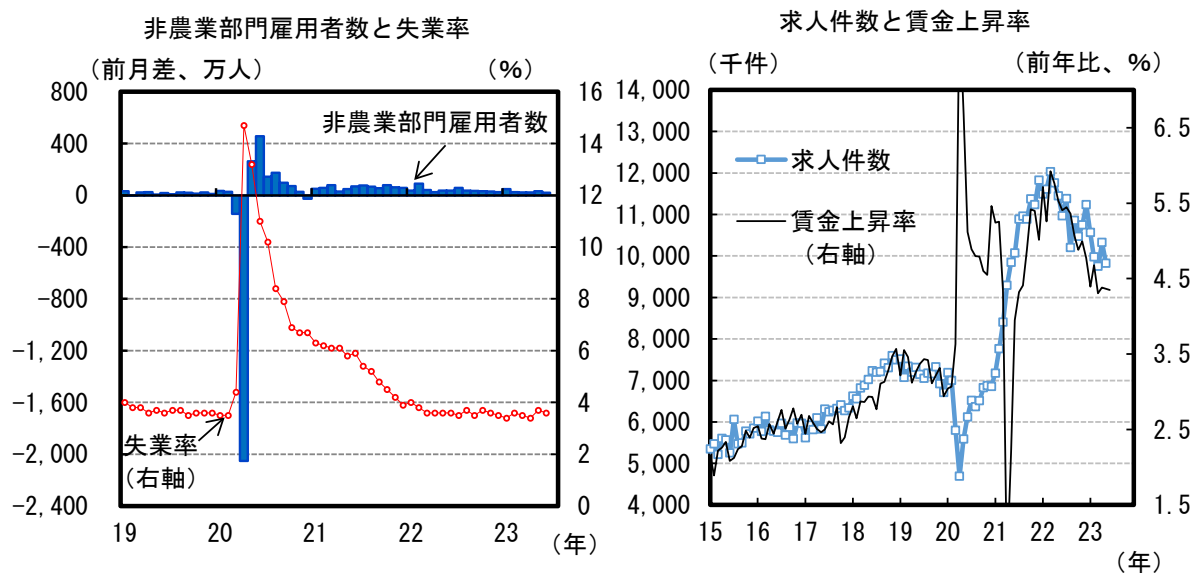 非農業部門雇用者数と失業率
（前月差、万人）
（%）
800
400
0
-400
-800
-1,200
-1,600
-2,000
-2,400
16
14
12
10
8
6
4
2
0
非農業部門雇用者数
失業率
（右軸）
19 20 21 22 23
（年）
求人件数と賃金上昇率
（千件）
（前年比、%）
14,000
13,000
12,000
11,000
10,000
9,000
8,000
7,000
6,000
5,000
4,000
6.5
5.5
4.5
3.5
2.5
1.5
求人件数
賃金上昇率
（右軸）
15 16 17 18 19 20 21 22 23
（年）